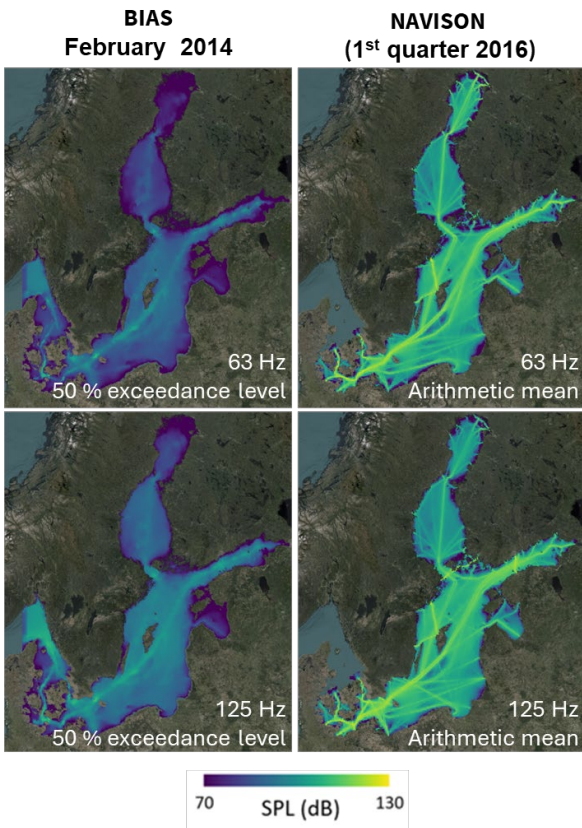 BIAS
February 2014
NAVISON
(1st quarter 2016)
63 Hz
50 % exceedance level
63 Hz
Arithmetic mean
125 Hz
50 % exceedance level
125 Hz
Arithmetic mean
70
SPL (dB)
130